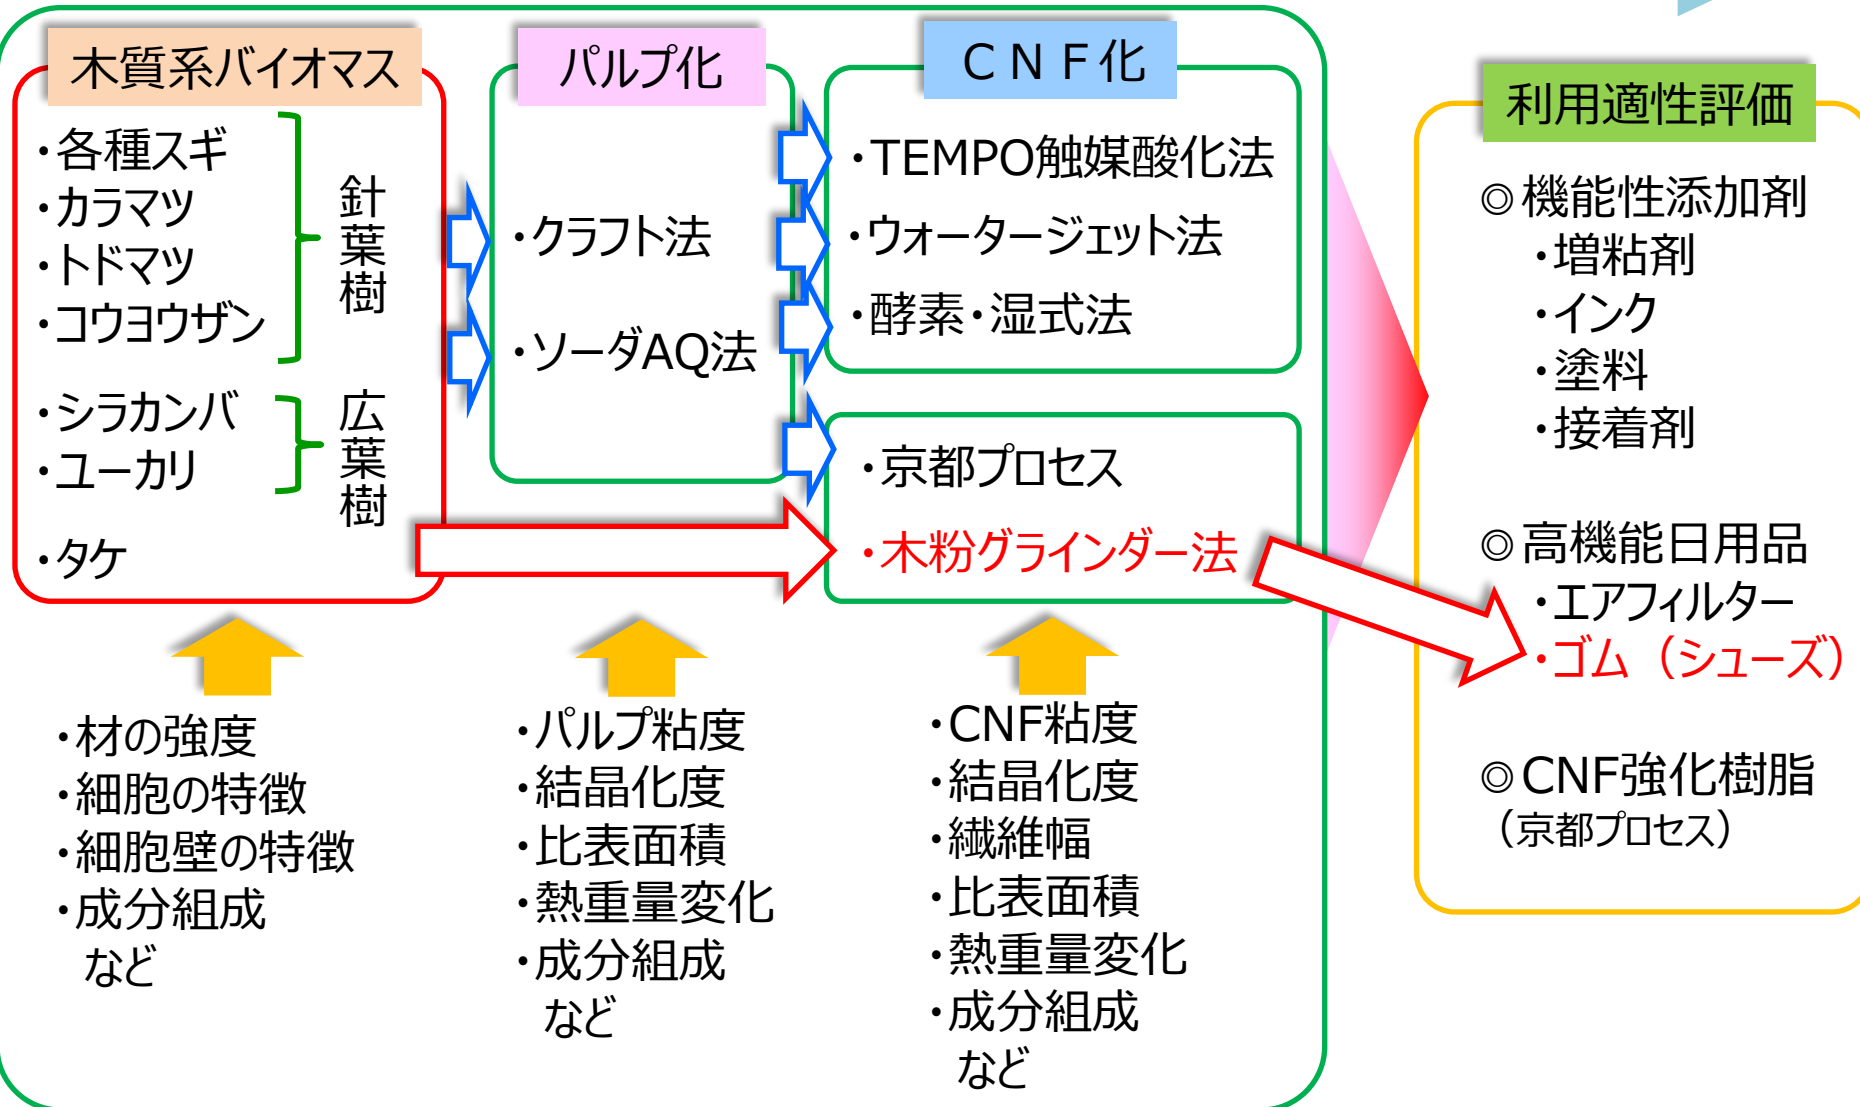 木質系バイオマス
・各種スギ
・カラマツ
・トドマツ
・コウヨウザン
針葉樹
・シラカンバ
・ユーカリ
広葉樹
・タケ
・材の強度
・細胞の特徴
・細胞壁の特徴
・成分組成
など
パルプ化
・クラフト法
・ソーダAQ法
・パルプ粘度
・結晶化度
・比表面積
・熱重量変化
・成分組成
など
ＣＮＦ化
・TEMPO触媒酸化法
・ウォータージェット法
・酵素・湿式法
・京都プロセス
・木粉グラインダー法
・CNF粘度
・結晶化度
・繊維幅
・比表面積
・熱重量変化
・成分組成
など
利用適性評価
◎機能性添加剤
・増粘剤
・インク
・塗料
・接着剤
◎高機能日用品
・エアフィルター
・ゴム（シューズ）
◎CNF強化樹脂
（京都プロセス）